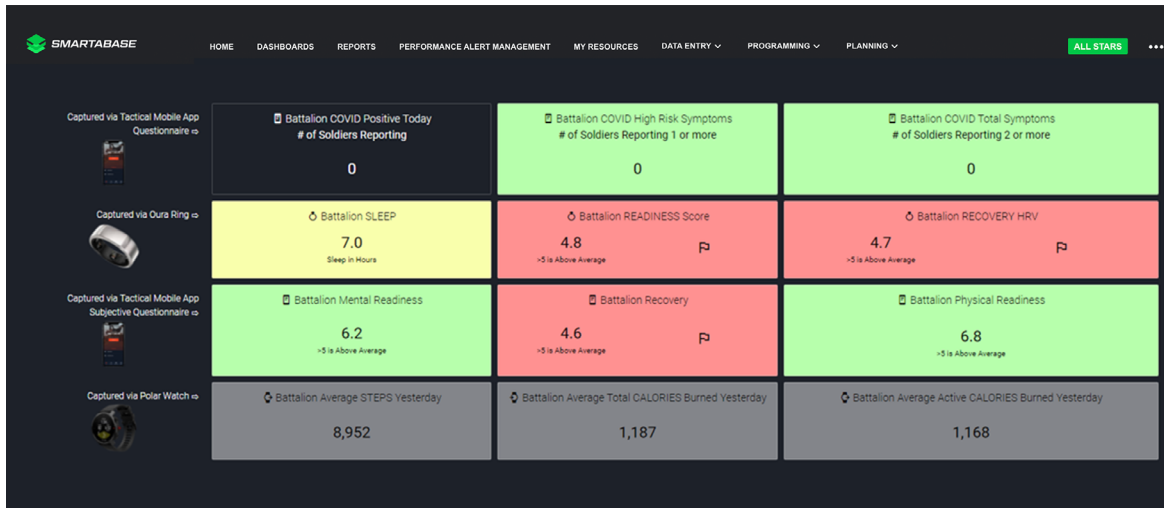 SMARTABASE
HOME
DASHBOARDS
REPORTS
PERFORMANCE ALERT MANAGEMENT
MY RESOURCES
DATA ENTRY
PROGRAMMING
PLANNING
ALL STARS
Captured via Tactical Mobile App
Questionnaire ⇨
Battalion COVID Positive Today
# of Soldiers Reporting
0
Battalion COVID High Risk Symptoms
# of Soldiers Reporting 1 or more
0
Battalion COVID Total Symptoms
# of Soldiers Reporting 2 or more
0
Captured via Oura Ring ⇨
Battalion SLEEP
7.0
Sleep in Hours
Battalion READINESS Score
4.8
>5 is Above Average
Battalion RECOVERY HRV
4.7
>5 is Above Average
Captured via Tactical Mobile App
Subjective Questionnaire ⇨
Battalion Mental Readiness
6.2
>5 is Above Average
Battalion Recovery
4.6
>5 is Above Average
Battalion Physical Readiness
6.8
>5 is Above Average
Captured via Polar Watch ⇨
Battalion Average STEPS Yesterday
8,952
Battalion Average Total CALORIES Burned Yesterday
1,187
Battalion Average Active CALORIES Burned Yesterday
1,168